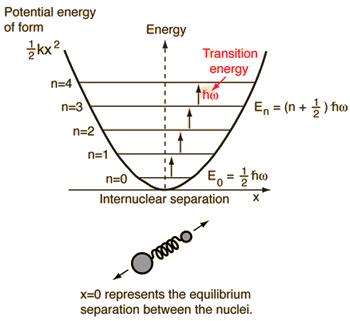 Potential energy
of form
½kx²
Energy
Transition
energy
ħω
n=4
n=3
n=2
n=1
n=0
Eₙ = (n + ½) ħω
E₀ = ½ ħω
Internuclear separation
x
x=0 represents the equilibrium
separation between the nuclei.